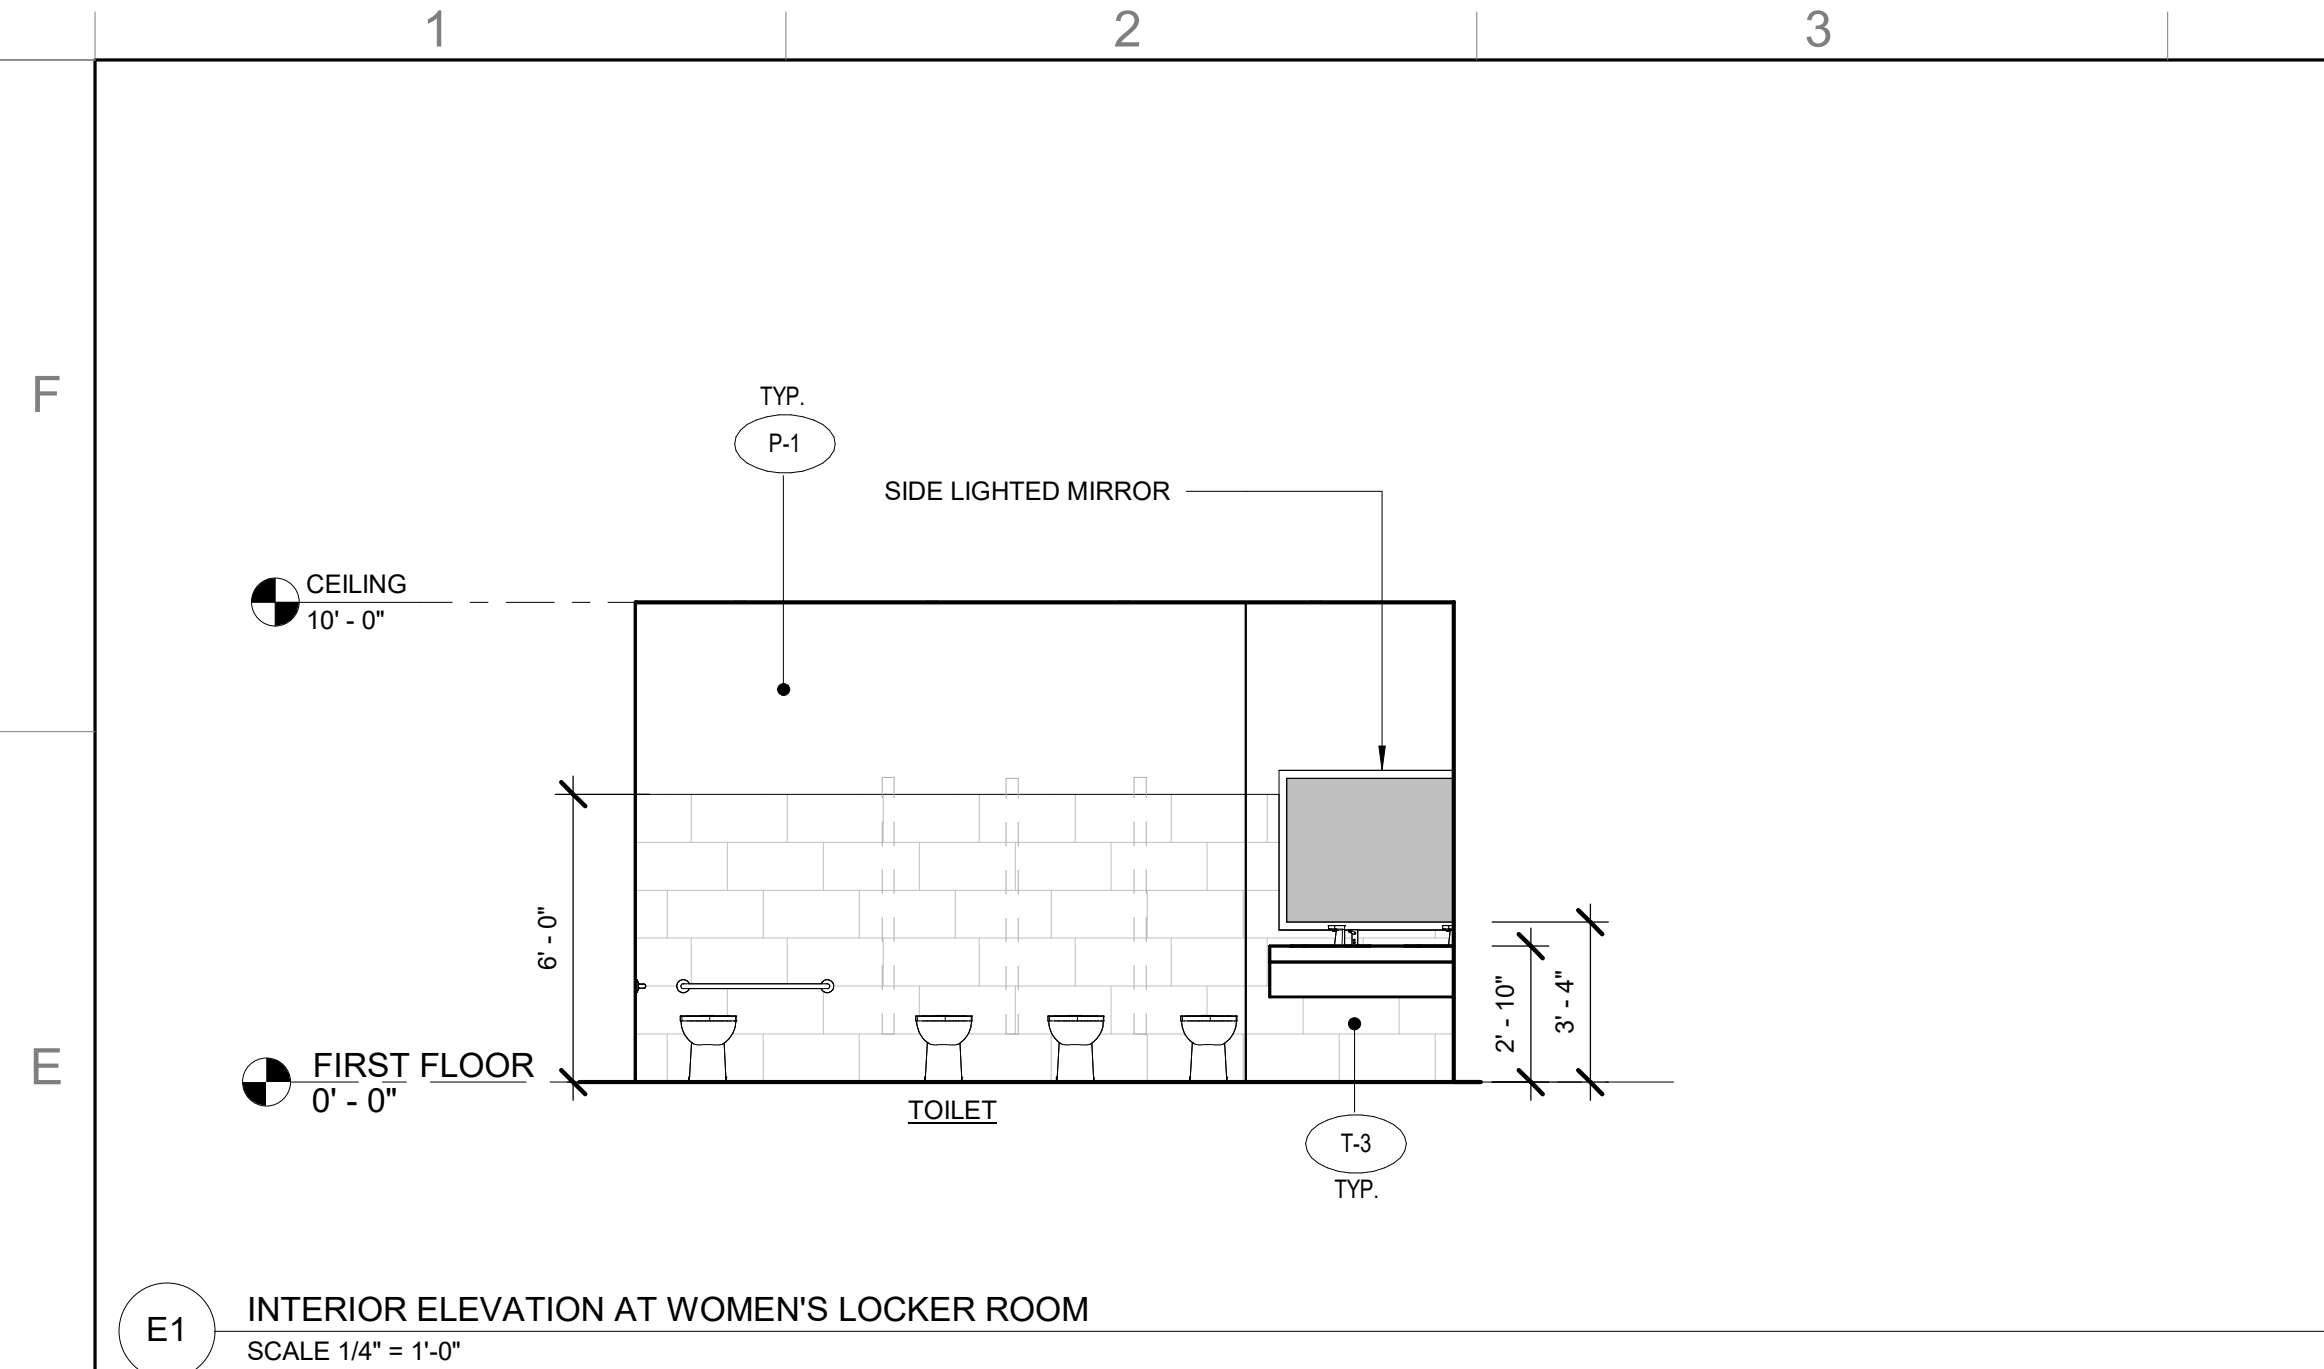 1
2
3
F
TYP.
P-1
SIDE LIGHTED MIRROR
CEILING
10' - 0"
6' - 0"
2' - 10"
3' - 4"
E
FIRST FLOOR
0' - 0"
TOILET
T-3
TYP.
E1
INTERIOR ELEVATION AT WOMEN'S LOCKER ROOM
SCALE 1/4" = 1'-0"